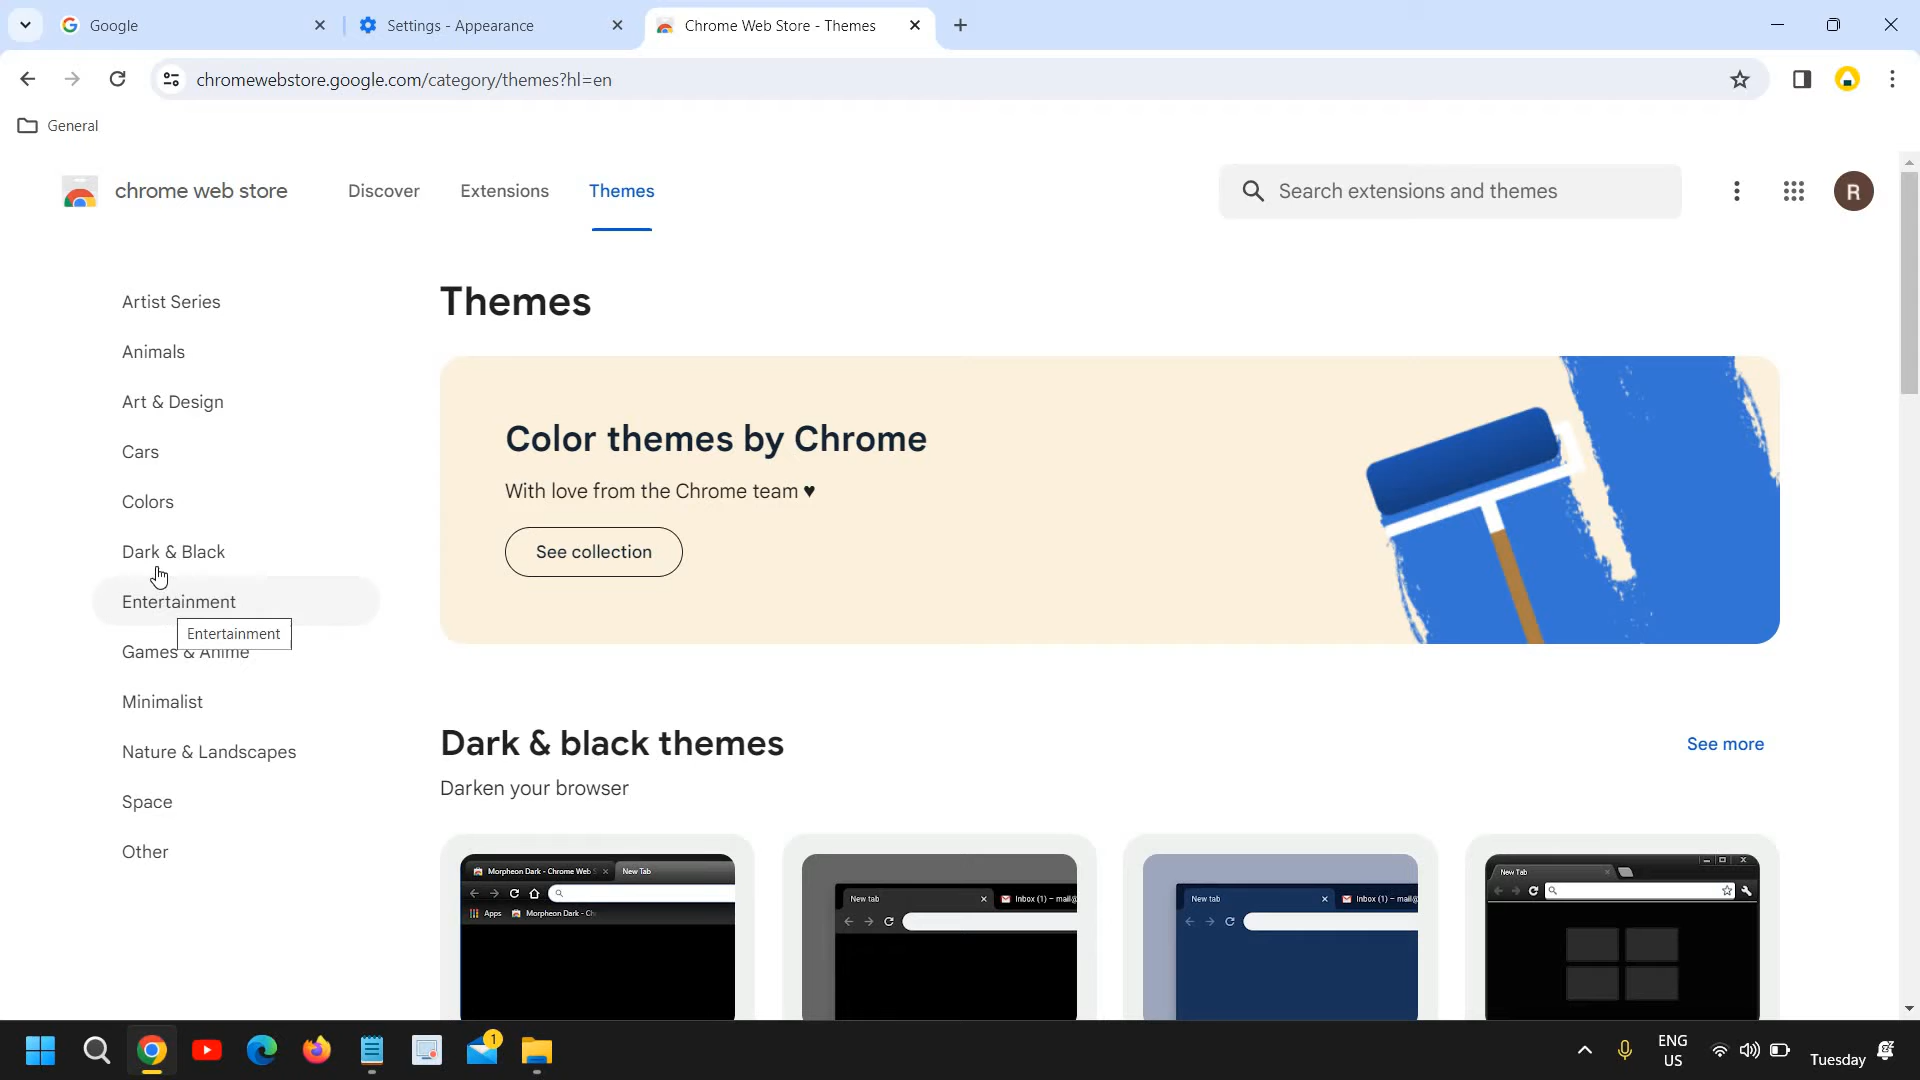 Google
Settings - Appearance
Chrome Web Store - Themes
chromewebstore.google.com/category/themes?hl=en
General
chrome web store
Discover
Extensions
Themes
Search extensions and themes
R
Artist Series
Animals
Art & Design
Cars
Colors
Dark & Black
Entertainment
Entertainment
Games & Anime
Minimalist
Nature & Landscapes
Space
Other
Themes
Color themes by Chrome
With love from the Chrome team ♥
See collection
Dark & black themes
See more
Darken your browser
Morpheon Dark - Chrome Web S
New Tab
Apps
Morpheon Dark - Ch
New tab
Inbox (1) – mail@
New tab
Inbox (1) – mail@
New Tab
1
ENG
US
Tuesday